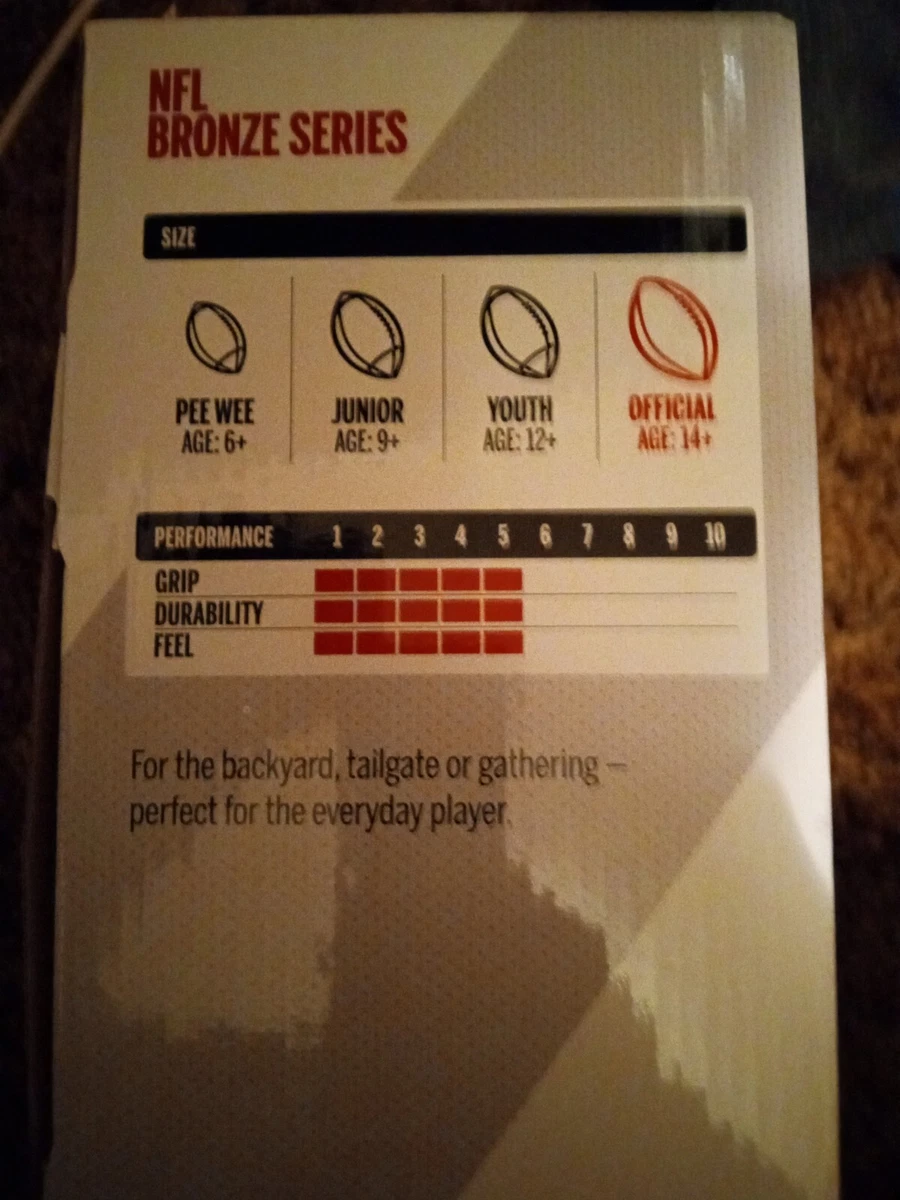 NFL
BRONZE SERIES
SIZE
PEE WEE
AGE: 6+
JUNIOR
AGE: 9+
YOUTH
AGE: 12+
OFFICIAL
AGE: 14+
PERFORMANCE 1 2 3 4 5 6 7 8 9 10
GRIP
DURABILITY
FEEL
For the backyard, tailgate or gathering –
perfect for the everyday player.